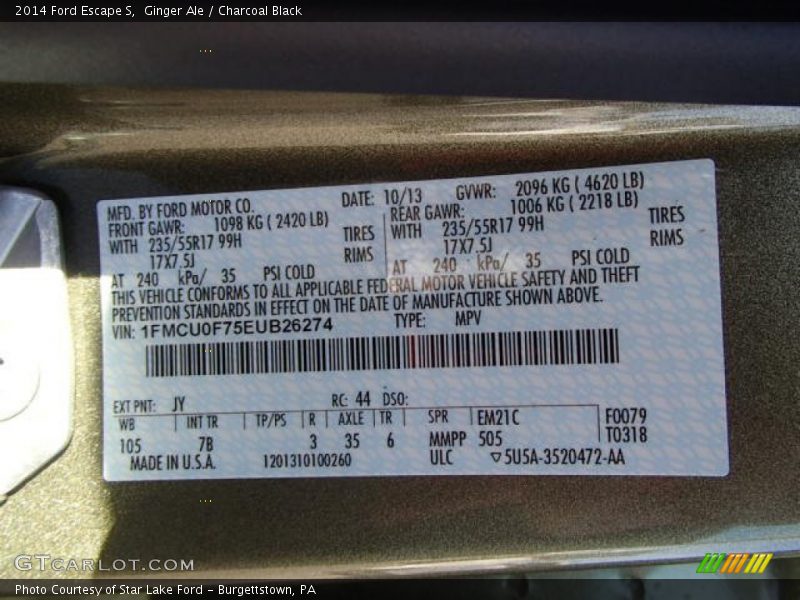 2014 Ford Escape S,  Ginger Ale / Charcoal Black
MFD. BY FORD MOTOR CO. DATE: 10/13 GVWR: 2096 KG ( 4620 LB)
FRONT GAWR: 1098 KG ( 2420 LB) REAR GAWR: 1006 KG ( 2218 LB)
WITH 235/55R17 99H TIRES WITH 235/55R17 99H TIRES
17X7.5J RIMS 17X7.5J RIMS
AT 240 kPa/ 35 PSI COLD AT 240 kPa/ 35 PSI COLD
THIS VEHICLE CONFORMS TO ALL APPLICABLE FEDERAL MOTOR VEHICLE SAFETY AND THEFT
PREVENTION STANDARDS IN EFFECT ON THE DATE OF MANUFACTURE SHOWN ABOVE.
VIN: 1FMCU0F75EUB26274 TYPE: MPV
EXT PNT: JY RC: 44 DSO:
WB INT TR TP/PS R AXLE TR SPR EM21C F0079
105 7B 3 35 6 MMPP 505 T0318
MADE IN U.S.A. 1201310100260 ULC ▽5U5A-3520472-AA
GTCARLOT.COM
Photo Courtesy of Star Lake Ford - Burgettstown, PA